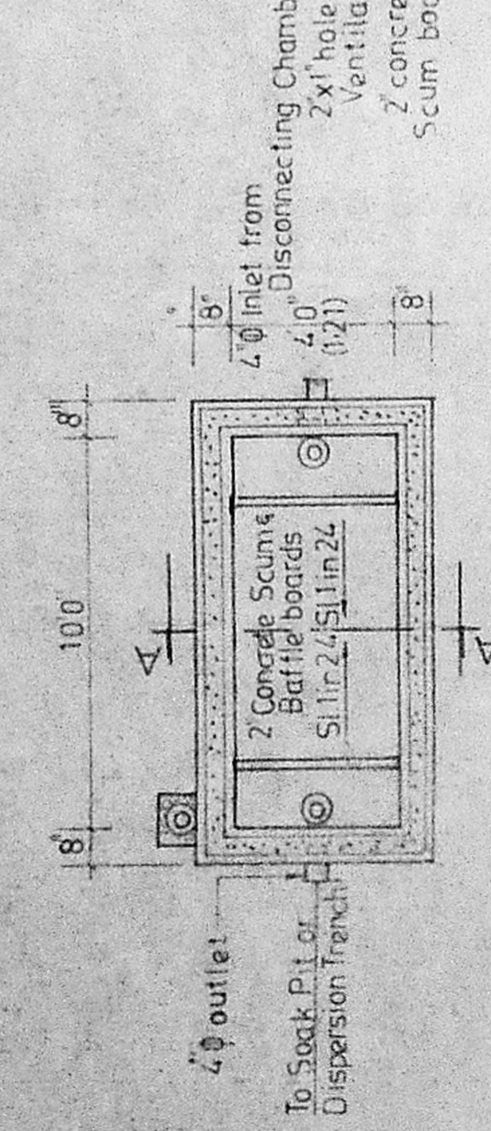 8" 10'0" 8"
A
2" Concrete Scum &
Baffle boards
Sl. 1 in 24 Sl. 1 in 24
A
4"Φ outlet
To Soak Pit or
Dispersion Trench
8"
4"Φ Inlet from
Disconnecting Chamb
4' 0"
(1·21)
8"
2"x1" hole
Ventila
2" concre
Scum boa